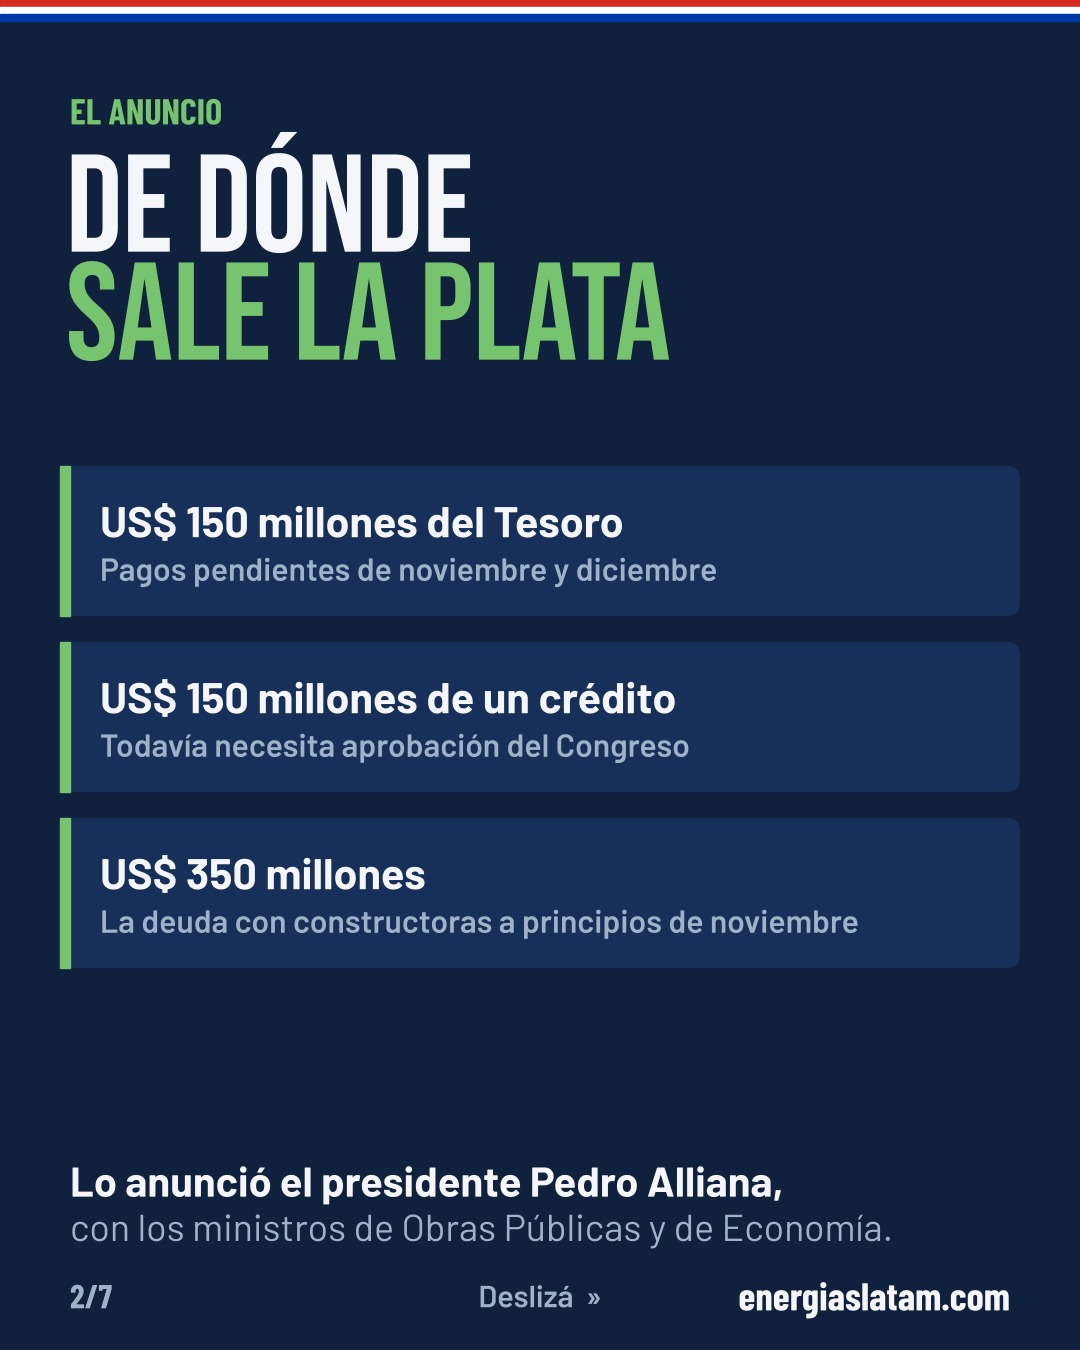 EL ANUNCIO
DE DÓNDE
SALE LA PLATA
US$ 150 millones del Tesoro
Pagos pendientes de noviembre y diciembre
US$ 150 millones de un crédito
Todavía necesita aprobación del Congreso
US$ 350 millones
La deuda con constructoras a principios de noviembre
Lo anunció el presidente Pedro Alliana,
con los ministros de Obras Públicas y de Economía.
2/7
Deslizá »
energiaslatam.com